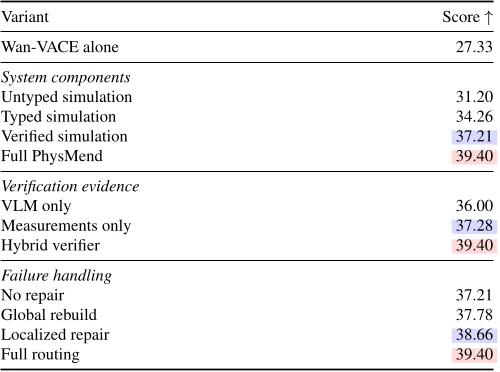 Variant Score ↑
Wan-VACE alone 27.33
System components
Untyped simulation 31.20
Typed simulation 34.26
Verified simulation 37.21
Full PhysMend 39.40
Verification evidence
VLM only 36.00
Measurements only 37.28
Hybrid verifier 39.40
Failure handling
No repair 37.21
Global rebuild 37.78
Localized repair 38.66
Full routing 39.40